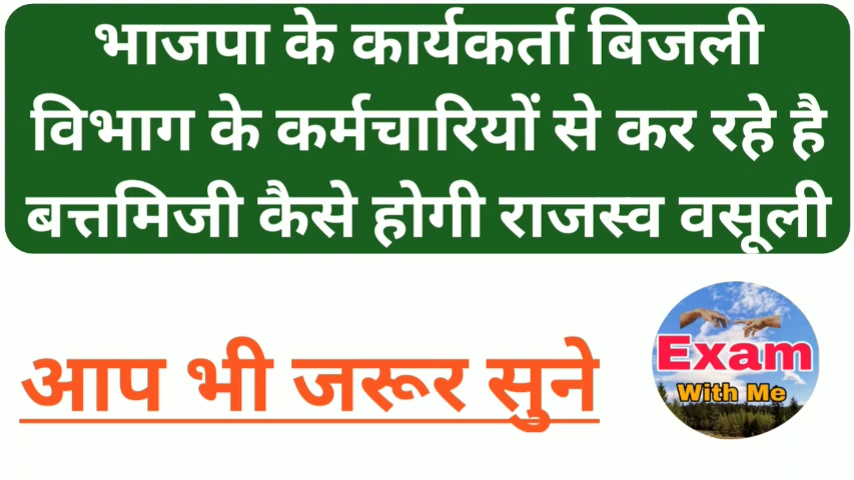 भाजपा के कार्यकर्ता बिजली
विभाग के कर्मचारियों से कर रहे है
बत्तमिजी कैसे होगी राजस्व वसूली
आप भी जरूर सुने
Exam
With Me